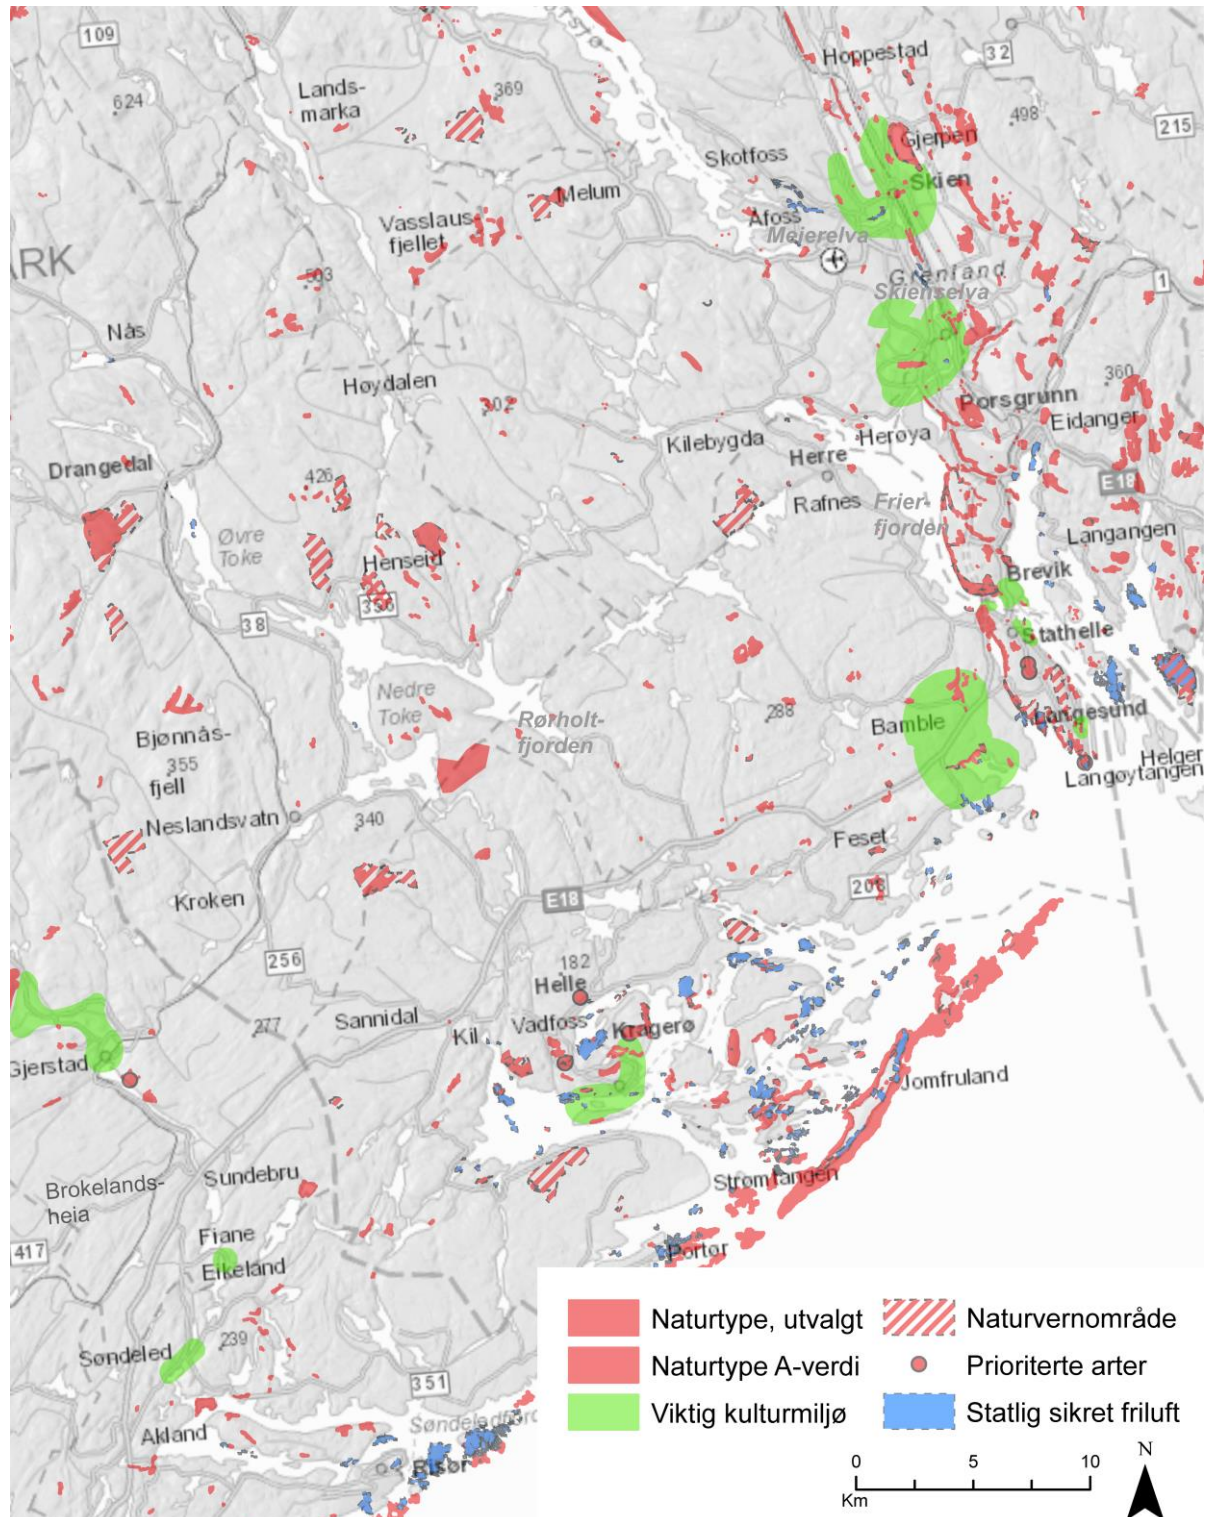 109
Hoppestad
32
Lands-
marka
369
624
498
215
Gjerpen
Skotfoss
Skien
Melum
Vasslaus-
fjellet
Åfoss
Meierelva
ARK
Grenland
503
Skienselva
1
Nås
Høydalen
302
360
Porsgrunn
Eidanger
Kilebygda
Herøya
Herre
Drangedal
426
E18
Rafnes
Frier-
fjorden
Langangen
Øvre
Toke
Henseid
Brevik
356
38
Stathelle
Nedre
Toke
Rørholt-
fjorden
288
Bamble
Langesund
Bjønnås-
fjell
355
Helger
Langøytangen
Neslandsvatn
340
Feset
Kroken
E18
208
256
182
Helle
277
Sannidal
Kil
Vadfoss
Kragerø
Gjerstad
Jomfruland
Sundebru
Strømtangen
Brokelands-
heia
Fiane
417
Eikeland
Portør
Søndeled
239
351
Akland
Risør
Naturtype, utvalgt
Naturvernområde
Naturtype A-verdi
Prioriterte arter
Viktig kulturmiljø
Statlig sikret friluft
N
0 5 10
Km